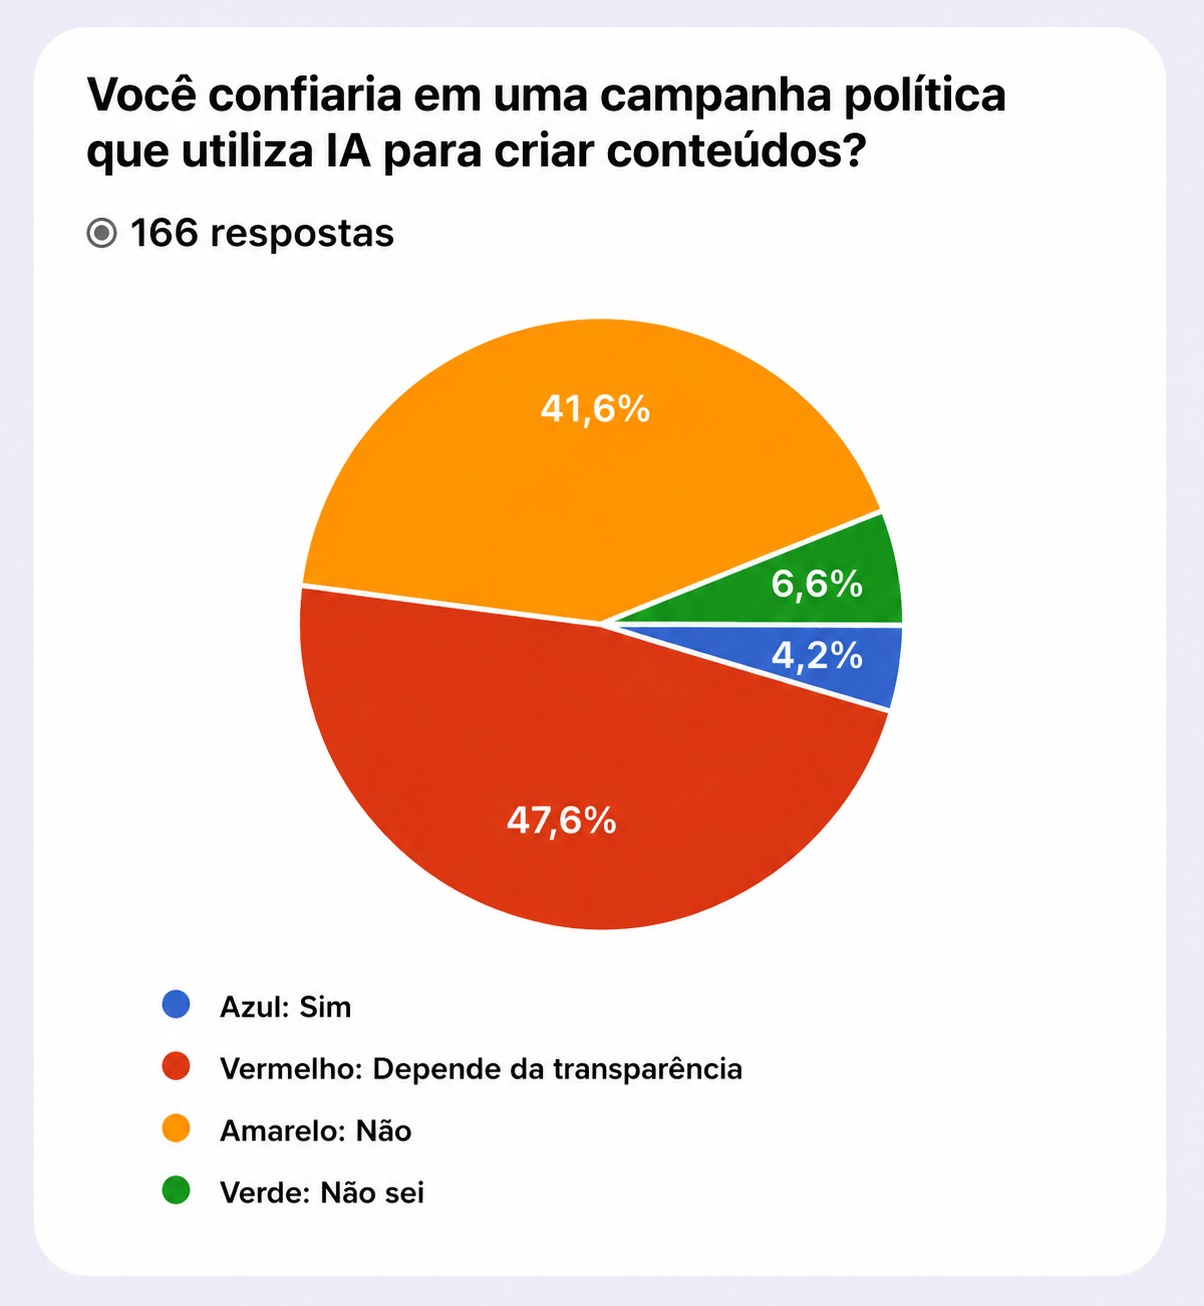 Você confiaria em uma campanha política
que utiliza IA para criar conteúdos?
166 respostas
41,6%
6,6%
4,2%
47,6%
Azul: Sim
Vermelho: Depende da transparência
Amarelo: Não
Verde: Não sei